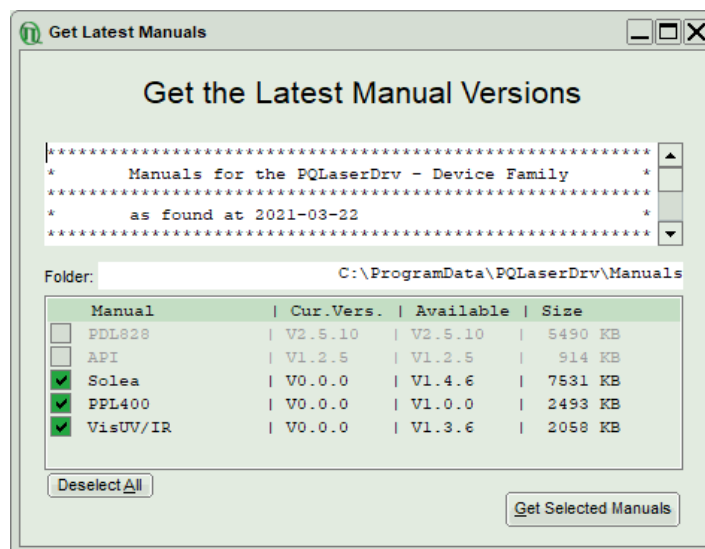 Get Latest Manuals
Get the Latest Manual Versions
***********************************************************
* Manuals for the PQLaserDrv - Device Family *
***********************************************************
* as found at 2021-03-22 *
***********************************************************
Folder: C:\ProgramData\PQLaserDrv\Manuals
Manual | Cur.Vers. | Available | Size
PDL828 | V2.5.10 | V2.5.10 | 5490 KB
API | V1.2.5 | V1.2.5 | 914 KB
Solea | V0.0.0 | V1.4.6 | 7531 KB
PPL400 | V0.0.0 | V1.0.0 | 2493 KB
VisUV/IR | V0.0.0 | V1.3.6 | 2058 KB
Deselect All
Get Selected Manuals